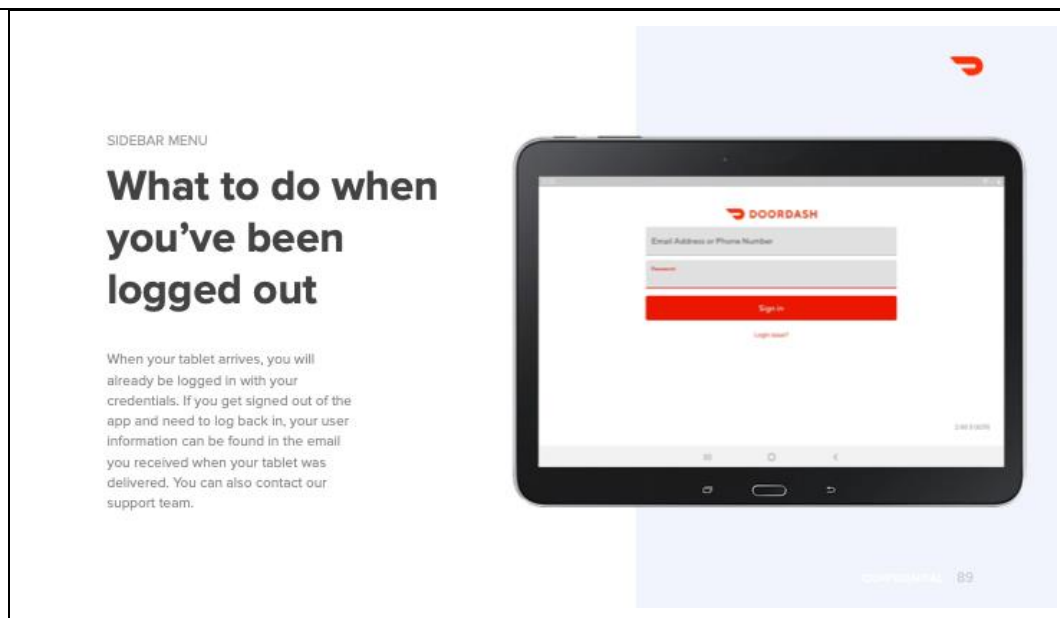 SIDEBAR MENU
What to do when
you’ve been
logged out
When your tablet arrives, you will
already be logged in with your
credentials. If you get signed out of the
app and need to log back in, your user
information can be found in the email
you received when your tablet was
delivered. You can also contact our
support team.
DOORDASH
Email Address or Phone Number
Password
Sign in
Login issue?
89